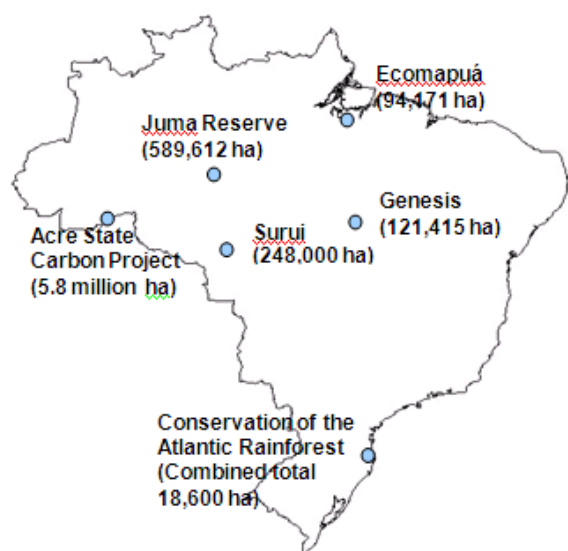 Ecomapuá
(94,171 ha)
Juma Reserve
(589,612 ha)
Genesis
(121,415 ha)
Surui
(248,000 ha)
Acre State
Carbon Project
(5.8 million ha)
Conservation of the
Atlantic Rainforest
(Combined total
18,600 ha)